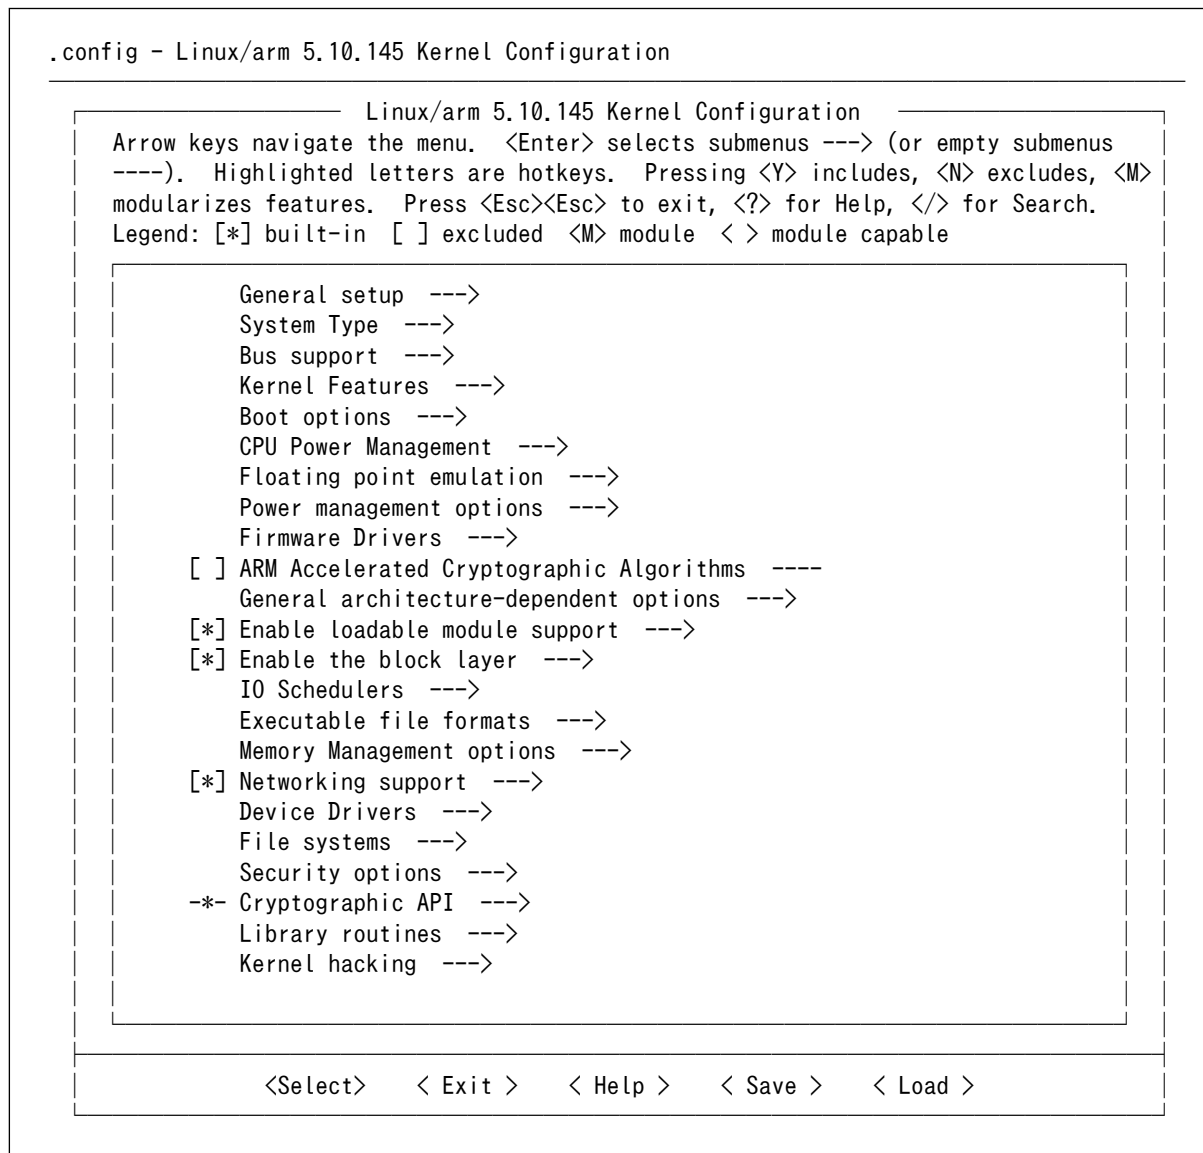 .config - Linux/arm 5.10.145 Kernel Configuration
Linux/arm 5.10.145 Kernel Configuration
Arrow keys navigate the menu.  <Enter> selects submenus ---> (or empty submenus
----).  Highlighted letters are hotkeys.  Pressing <Y> includes, <N> excludes, <M>
modularizes features.  Press <Esc><Esc> to exit, <?> for Help, </> for Search.
Legend: [*] built-in  [ ] excluded  <M> module  < > module capable
General setup  --->
System Type  --->
Bus support  --->
Kernel Features  --->
Boot options  --->
CPU Power Management  --->
Floating point emulation  --->
Power management options  --->
Firmware Drivers  --->
[ ] ARM Accelerated Cryptographic Algorithms  ----
General architecture-dependent options  --->
[*] Enable loadable module support  --->
[*] Enable the block layer  --->
IO Schedulers  --->
Executable file formats  --->
Memory Management options  --->
[*] Networking support  --->
Device Drivers  --->
File systems  --->
Security options  --->
-*- Cryptographic API  --->
Library routines  --->
Kernel hacking  --->
<Select>    < Exit >    < Help >    < Save >    < Load >